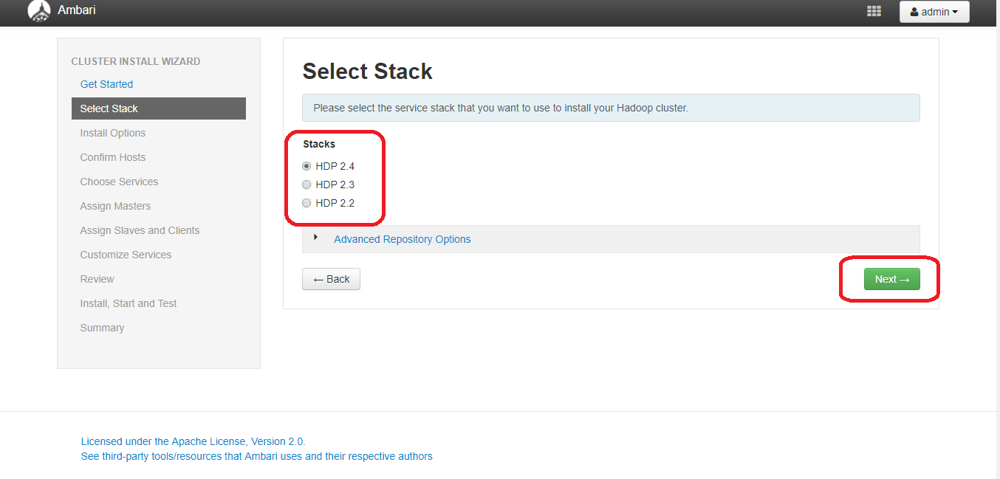 Ambari
admin
CLUSTER INSTALL WIZARD
Get Started
Select Stack
Install Options
Confirm Hosts
Choose Services
Assign Masters
Assign Slaves and Clients
Customize Services
Review
Install, Start and Test
Summary
Select Stack
Please select the service stack that you want to use to install your Hadoop cluster.
Stacks
HDP 2.4
HDP 2.3
HDP 2.2
Advanced Repository Options
← Back
Next →
Licensed under the Apache License, Version 2.0.
See third-party tools/resources that Ambari uses and their respective authors